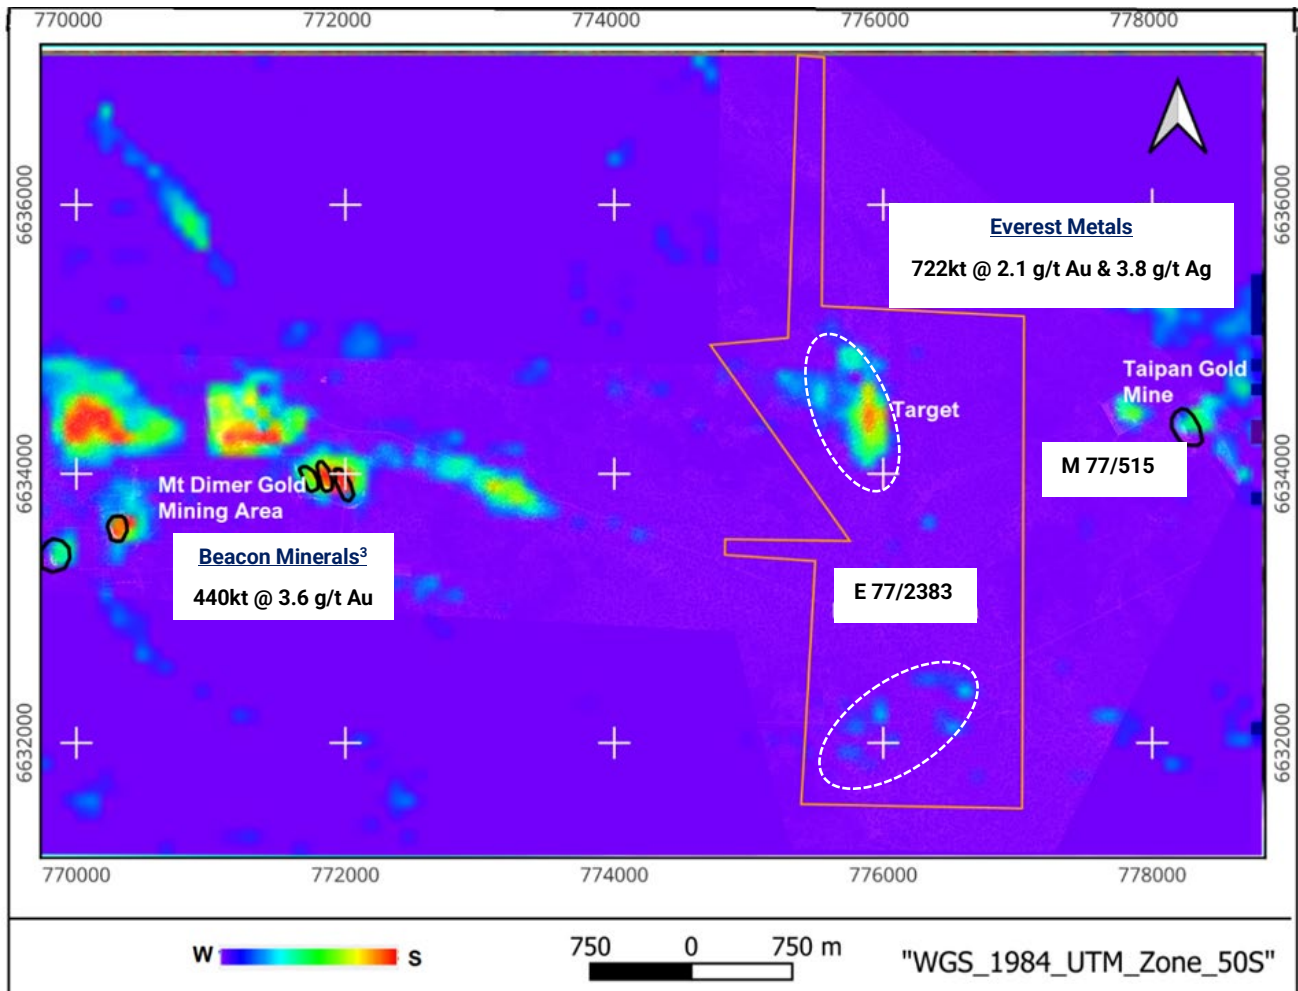 770000 772000 774000 776000 778000
6636000 6636000
Everest Metals
722kt @ 2.1 g/t Au & 3.8 g/t Ag
Taipan Gold
Mine
Target
6634000 6634000
M 77/515
Mt Dimer Gold
Mining Area
Beacon Minerals³
440kt @ 3.6 g/t Au
E 77/2383
6632000 6632000
770000 772000 774000 776000 778000
W S
750 0 750 m
"WGS_1984_UTM_Zone_50S"